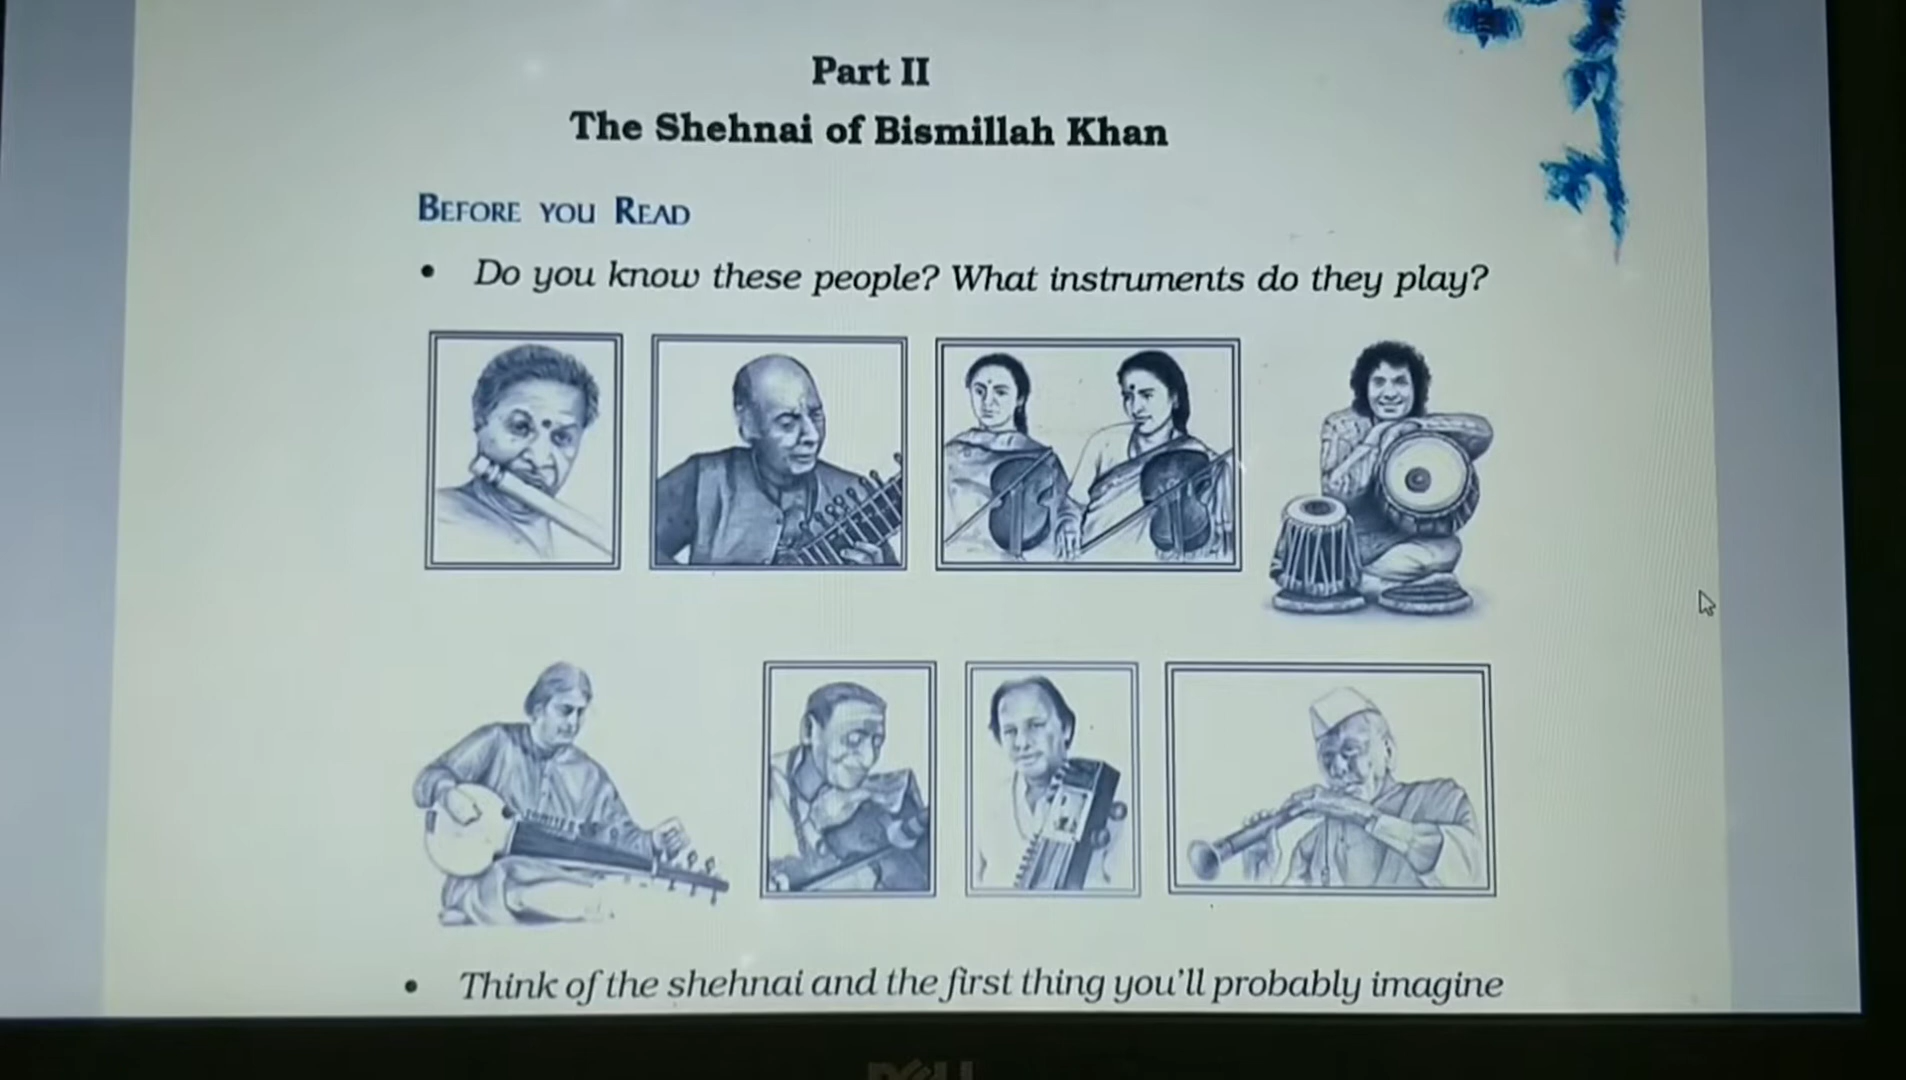 Part II
The Shehnai of Bismillah Khan
BEFORE YOU READ
• Do you know these people? What instruments do they play?
• Think of the shehnai and the first thing you'll probably imagine
DELL